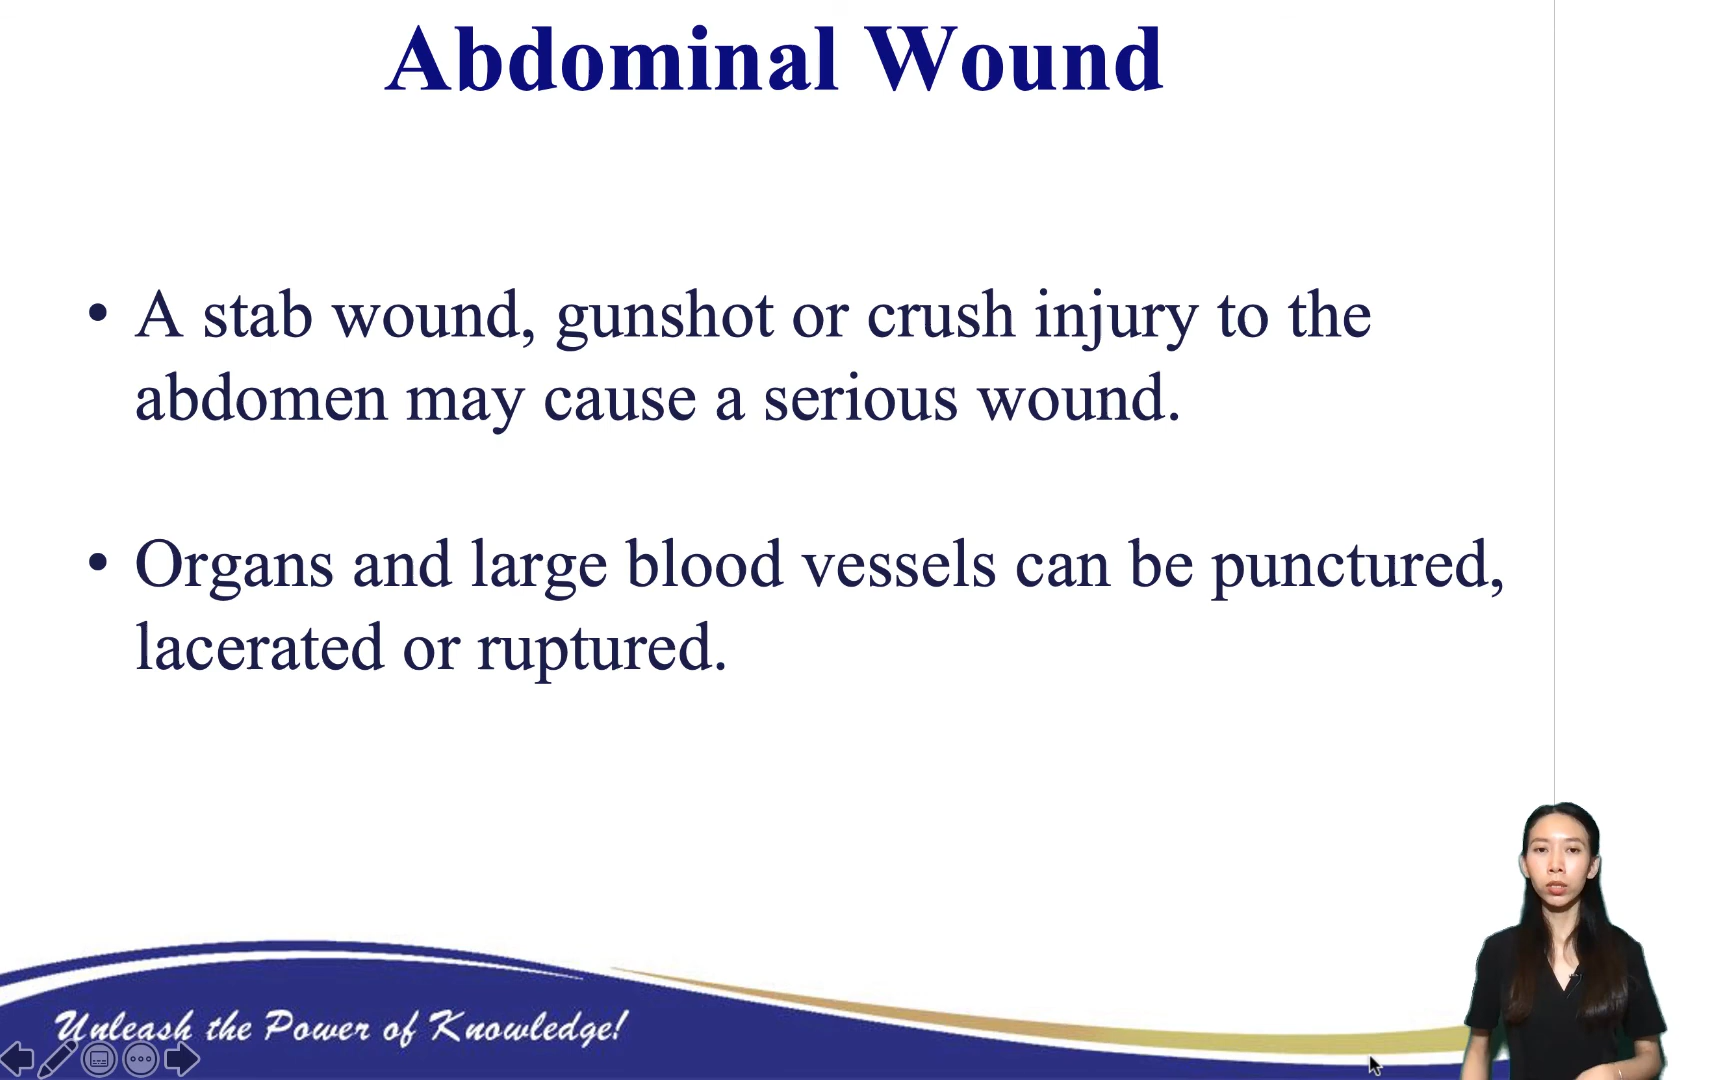 Abdominal Wound
• A stab wound, gunshot or crush injury to the
abdomen may cause a serious wound.
• Organs and large blood vessels can be punctured,
lacerated or ruptured.
Unleash the Power of Knowledge!